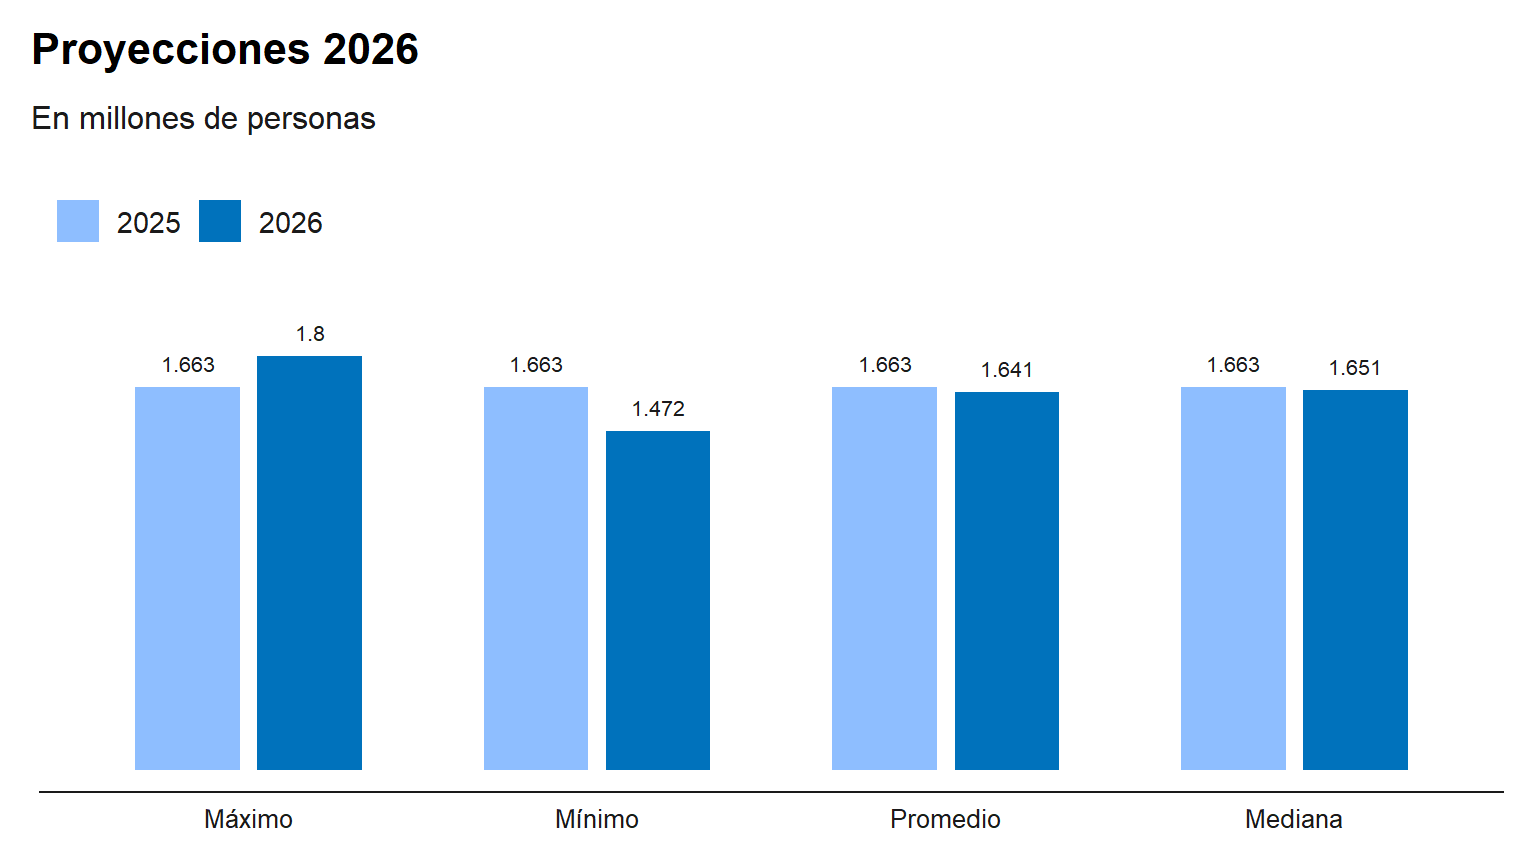 Proyecciones 2026
En millones de personas
2025 2026
1.663 1.8 1.663 1.472 1.663 1.641 1.663 1.651
Máximo Mínimo Promedio Mediana